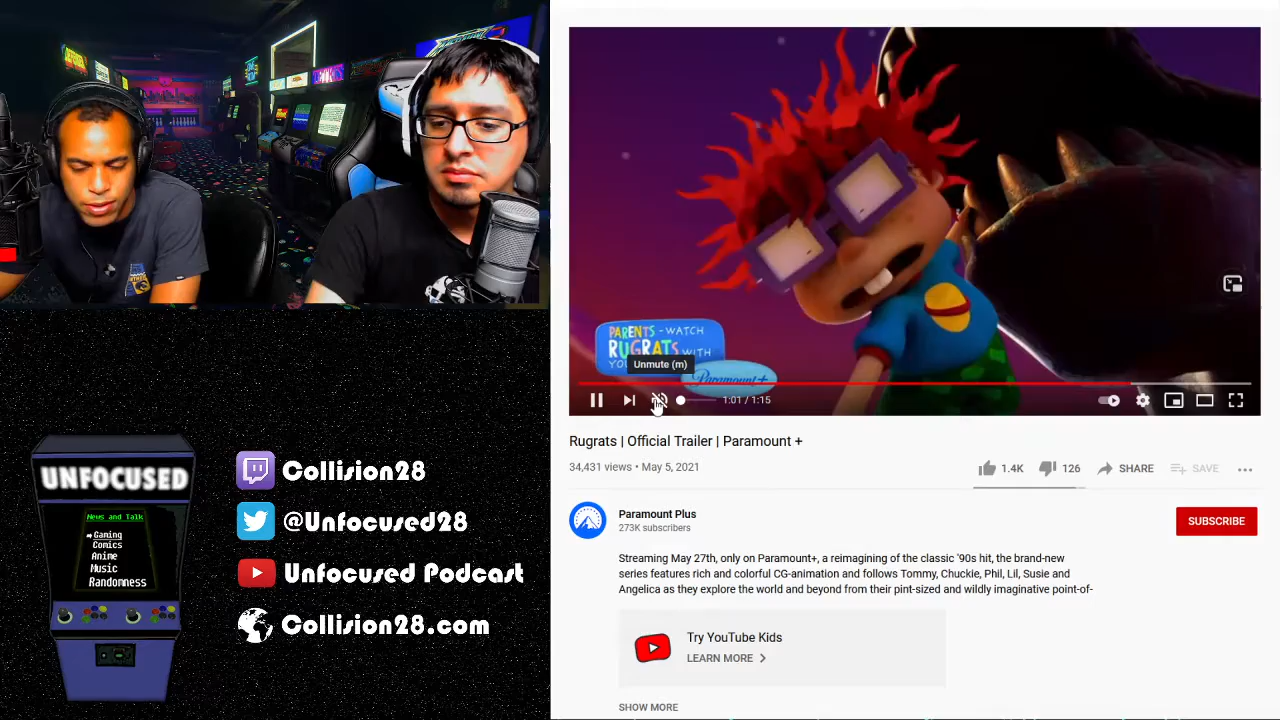 PARENTS - WATCH
RUGRATS WITH
Unmute (m)
Paramount+
1:01 / 1:15
Rugrats | Official Trailer | Paramount +
34,431 views • May 5, 2021
1.4K
126
SHARE
SAVE
Paramount Plus
273K subscribers
SUBSCRIBE
Streaming May 27th, only on Paramount+, a reimagining of the classic '90s hit, the brand-new
series features rich and colorful CG-animation and follows Tommy, Chuckie, Phil, Lil, Susie and
Angelica as they explore the world and beyond from their pint-sized and wildly imaginative point-of-
Try YouTube Kids
LEARN MORE
SHOW MORE
UNFOCUSED
News and Talk
Gaming
Comics
Anime
Music
Randomness
Collision28
@Unfocused28
Unfocused Podcast
Collision28.com